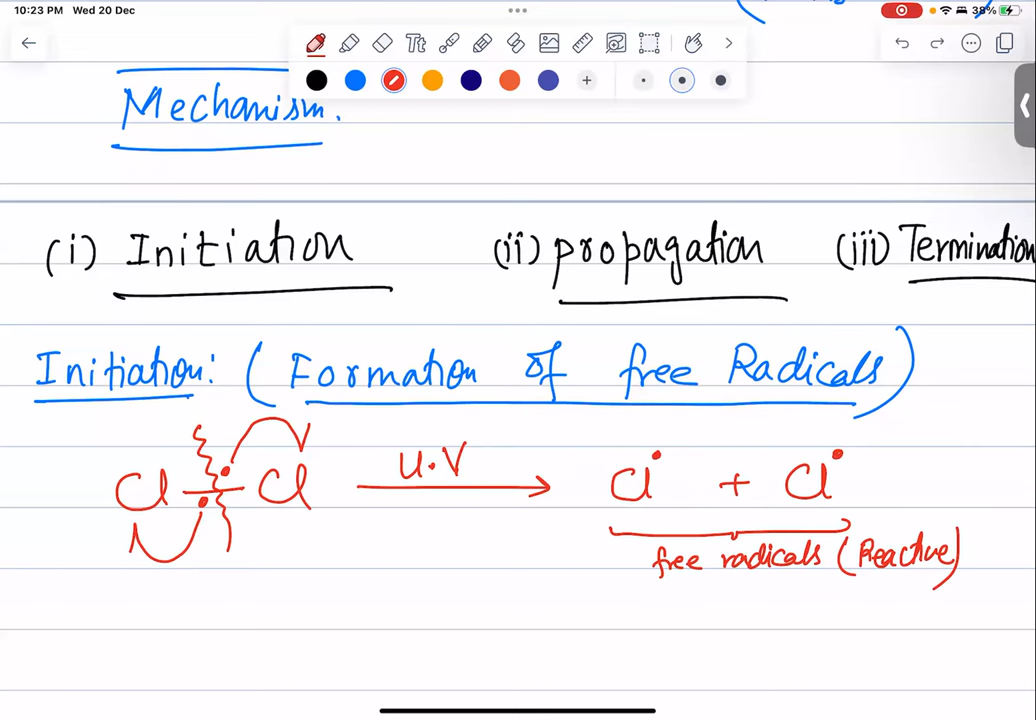 10:23 PM Wed 20 Dec
38%
Tt
Mechanism.
(i) Initiation (ii) propagation (iii) Termination
Initiation: ( Formation of free Radicals )
Cl — Cl U.V → Cl• + Cl•
free radicals (Reactive)